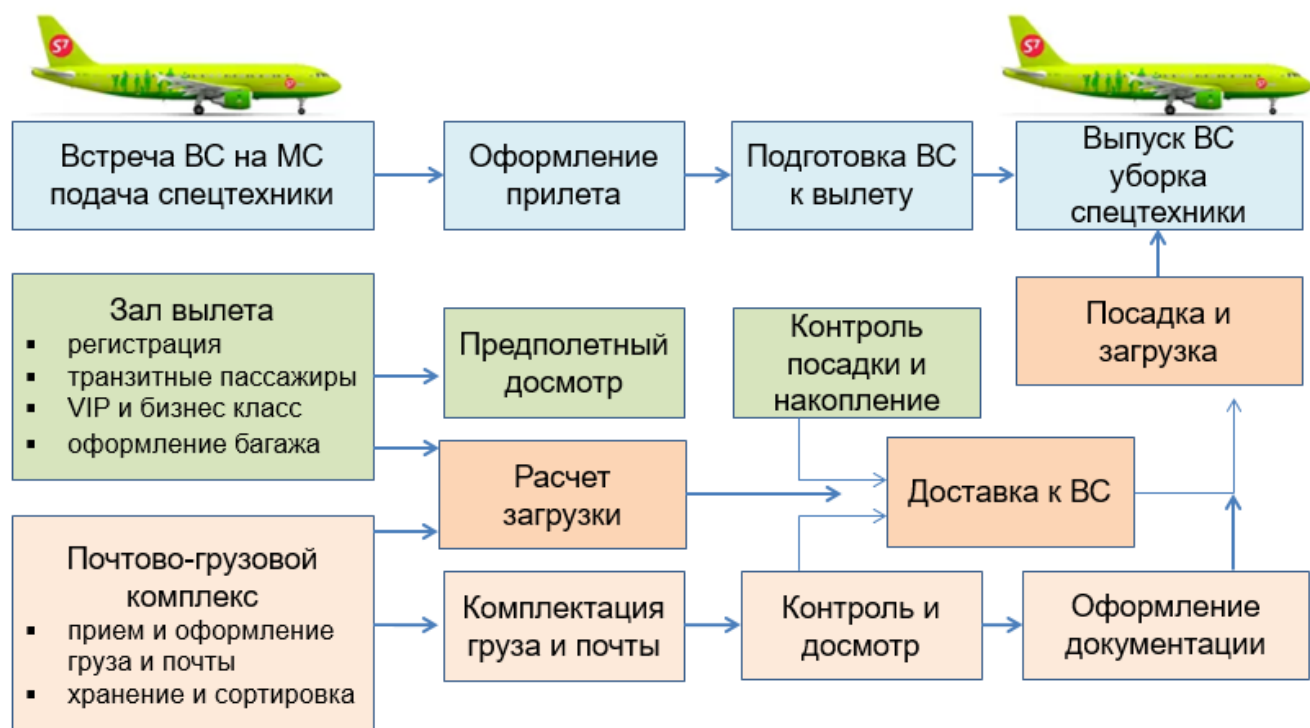 S7
S7
S7
S7
Встреча ВС на МС
подача спецтехники
Оформление
прилета
Подготовка ВС
к вылету
Выпуск ВС
уборка
спецтехники
Зал вылета
▪ регистрация
▪ транзитные пассажиры
▪ VIP и бизнес класс
▪ оформление багажа
Предполетный
досмотр
Контроль
посадки и
накопление
Посадка и
загрузка
Расчет
загрузки
Доставка к ВС
Почтово-грузовой
комплекс
▪ прием и оформление
груза и почты
▪ хранение и сортировка
Комплектация
груза и почты
Контроль и
досмотр
Оформление
документации